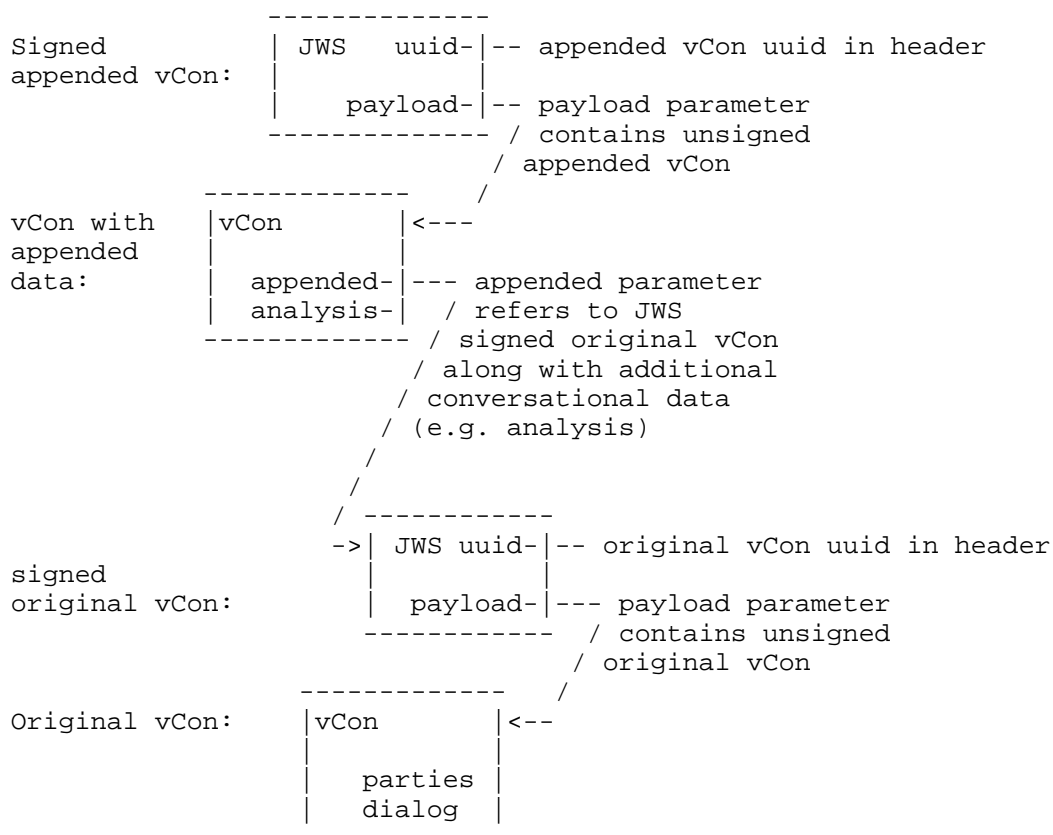 --------------
Signed              | JWS   uuid-|-- appended vCon uuid in header
appended vCon:      |            |
                    |    payload-|-- payload parameter
                    -------------- / contains unsigned
                                  / appended vCon
               -------------     /
vCon with      |vCon       |<---
appended       |           |
data:          |  appended-|--- appended parameter
               |  analysis-|  / refers to JWS
               ------------- / signed original vCon
                            / along with additional
                           / conversational data
                          / (e.g. analysis)
                         /
                        /
                       / ------------
                       ->| JWS uuid-|-- original vCon uuid in header
signed                   |          |
original vCon:           |  payload-|--- payload parameter
                         ------------  / contains unsigned
                                      / original vCon
                     -------------   /
Original vCon:       |vCon       |<--
                     |           |
                     |   parties |
                     |   dialog  |